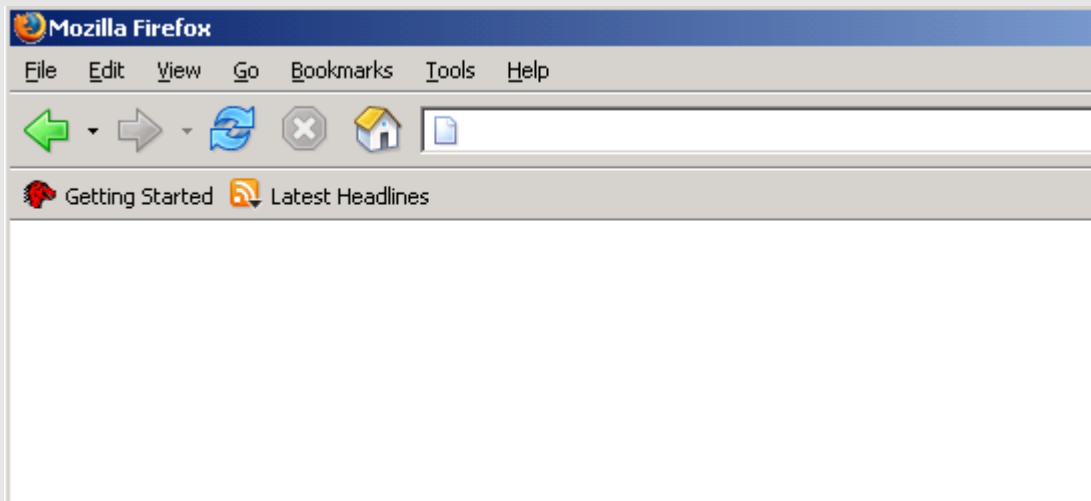 Mozilla Firefox
File Edit View Go Bookmarks Tools Help
Getting Started Latest Headlines